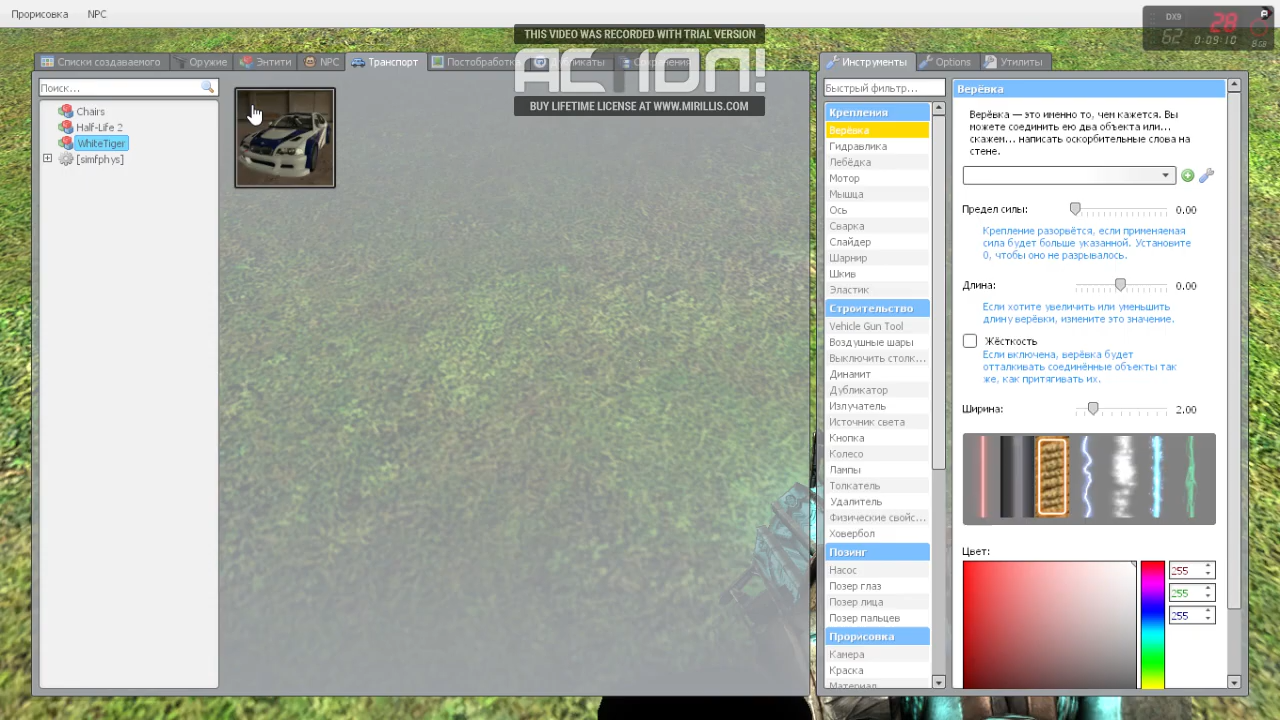 Прорисовка NPC
DX9 28
62 0:09:10 8GB
THIS VIDEO WAS RECORDED WITH TRIAL VERSION
ACTION!
BUY LIFETIME LICENSE AT WWW.MIRILLIS.COM
Списки создаваемого Оружие Энтити NPC Транспорт Постобработка Дубликаты Сохранения
Поиск...
Chairs
Half-Life 2
WhiteTiger
[simfphys]
Инструменты Options Утилиты
Быстрый фильтр...
Крепления
Верёвка
Гидравлика
Лебёдка
Мотор
Мышца
Ось
Сварка
Слайдер
Шарнир
Шкив
Эластик
Строительство
Vehicle Gun Tool
Воздушные шары
Выключить столк...
Динамит
Дубликатор
Излучатель
Источник света
Кнопка
Колесо
Лампы
Толкатель
Удалитель
Физические свойс...
Ховербол
Позинг
Насос
Позер глаз
Позер лица
Позер пальцев
Прорисовка
Камера
Краска
Материал
Верёвка
Верёвка — это именно то, чем кажется. Вы
можете соединить ею два объекта или...
скажем... написать оскорбительные слова на
стене.
Предел силы: 0.00
Крепление разорвётся, если применяемая
сила будет больше указанной. Установите
0, чтобы оно не разрывалось.
Длина: 0.00
Если хотите увеличить или уменьшить
длину верёвки, измените это значение.
Жёсткость
Если включена, верёвка будет
отталкивать соединённые объекты так
же, как притягивать их.
Ширина: 2.00
Цвет:
255
255
255